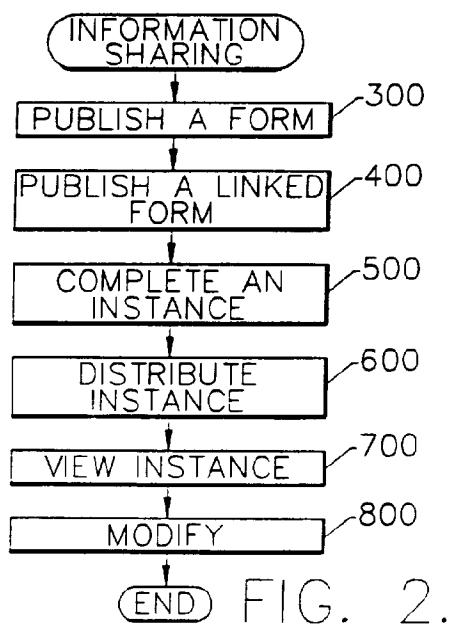 INFORMATION
SHARING
300
PUBLISH A FORM
400
PUBLISH A LINKED
FORM
500
COMPLETE AN
INSTANCE
600
DISTRIBUTE
INSTANCE
700
VIEW INSTANCE
800
MODIFY
END
FIG. 2.